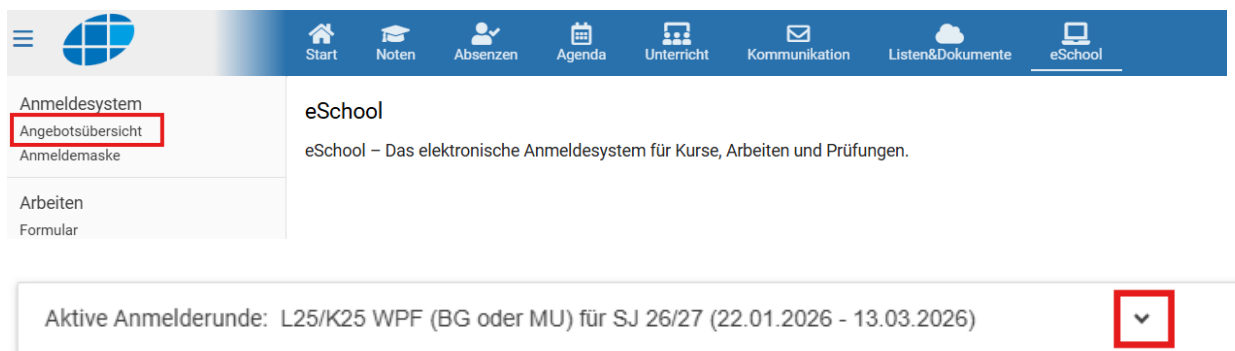 Start Noten Absenzen Agenda Unterricht Kommunikation Listen&Dokumente eSchool
Anmeldesystem
Angebotsübersicht
Anmeldemaske
Arbeiten
Formular
eSchool
eSchool – Das elektronische Anmeldesystem für Kurse, Arbeiten und Prüfungen.
Aktive Anmelderunde: L25/K25 WPF (BG oder MU) für SJ 26/27 (22.01.2026 - 13.03.2026)